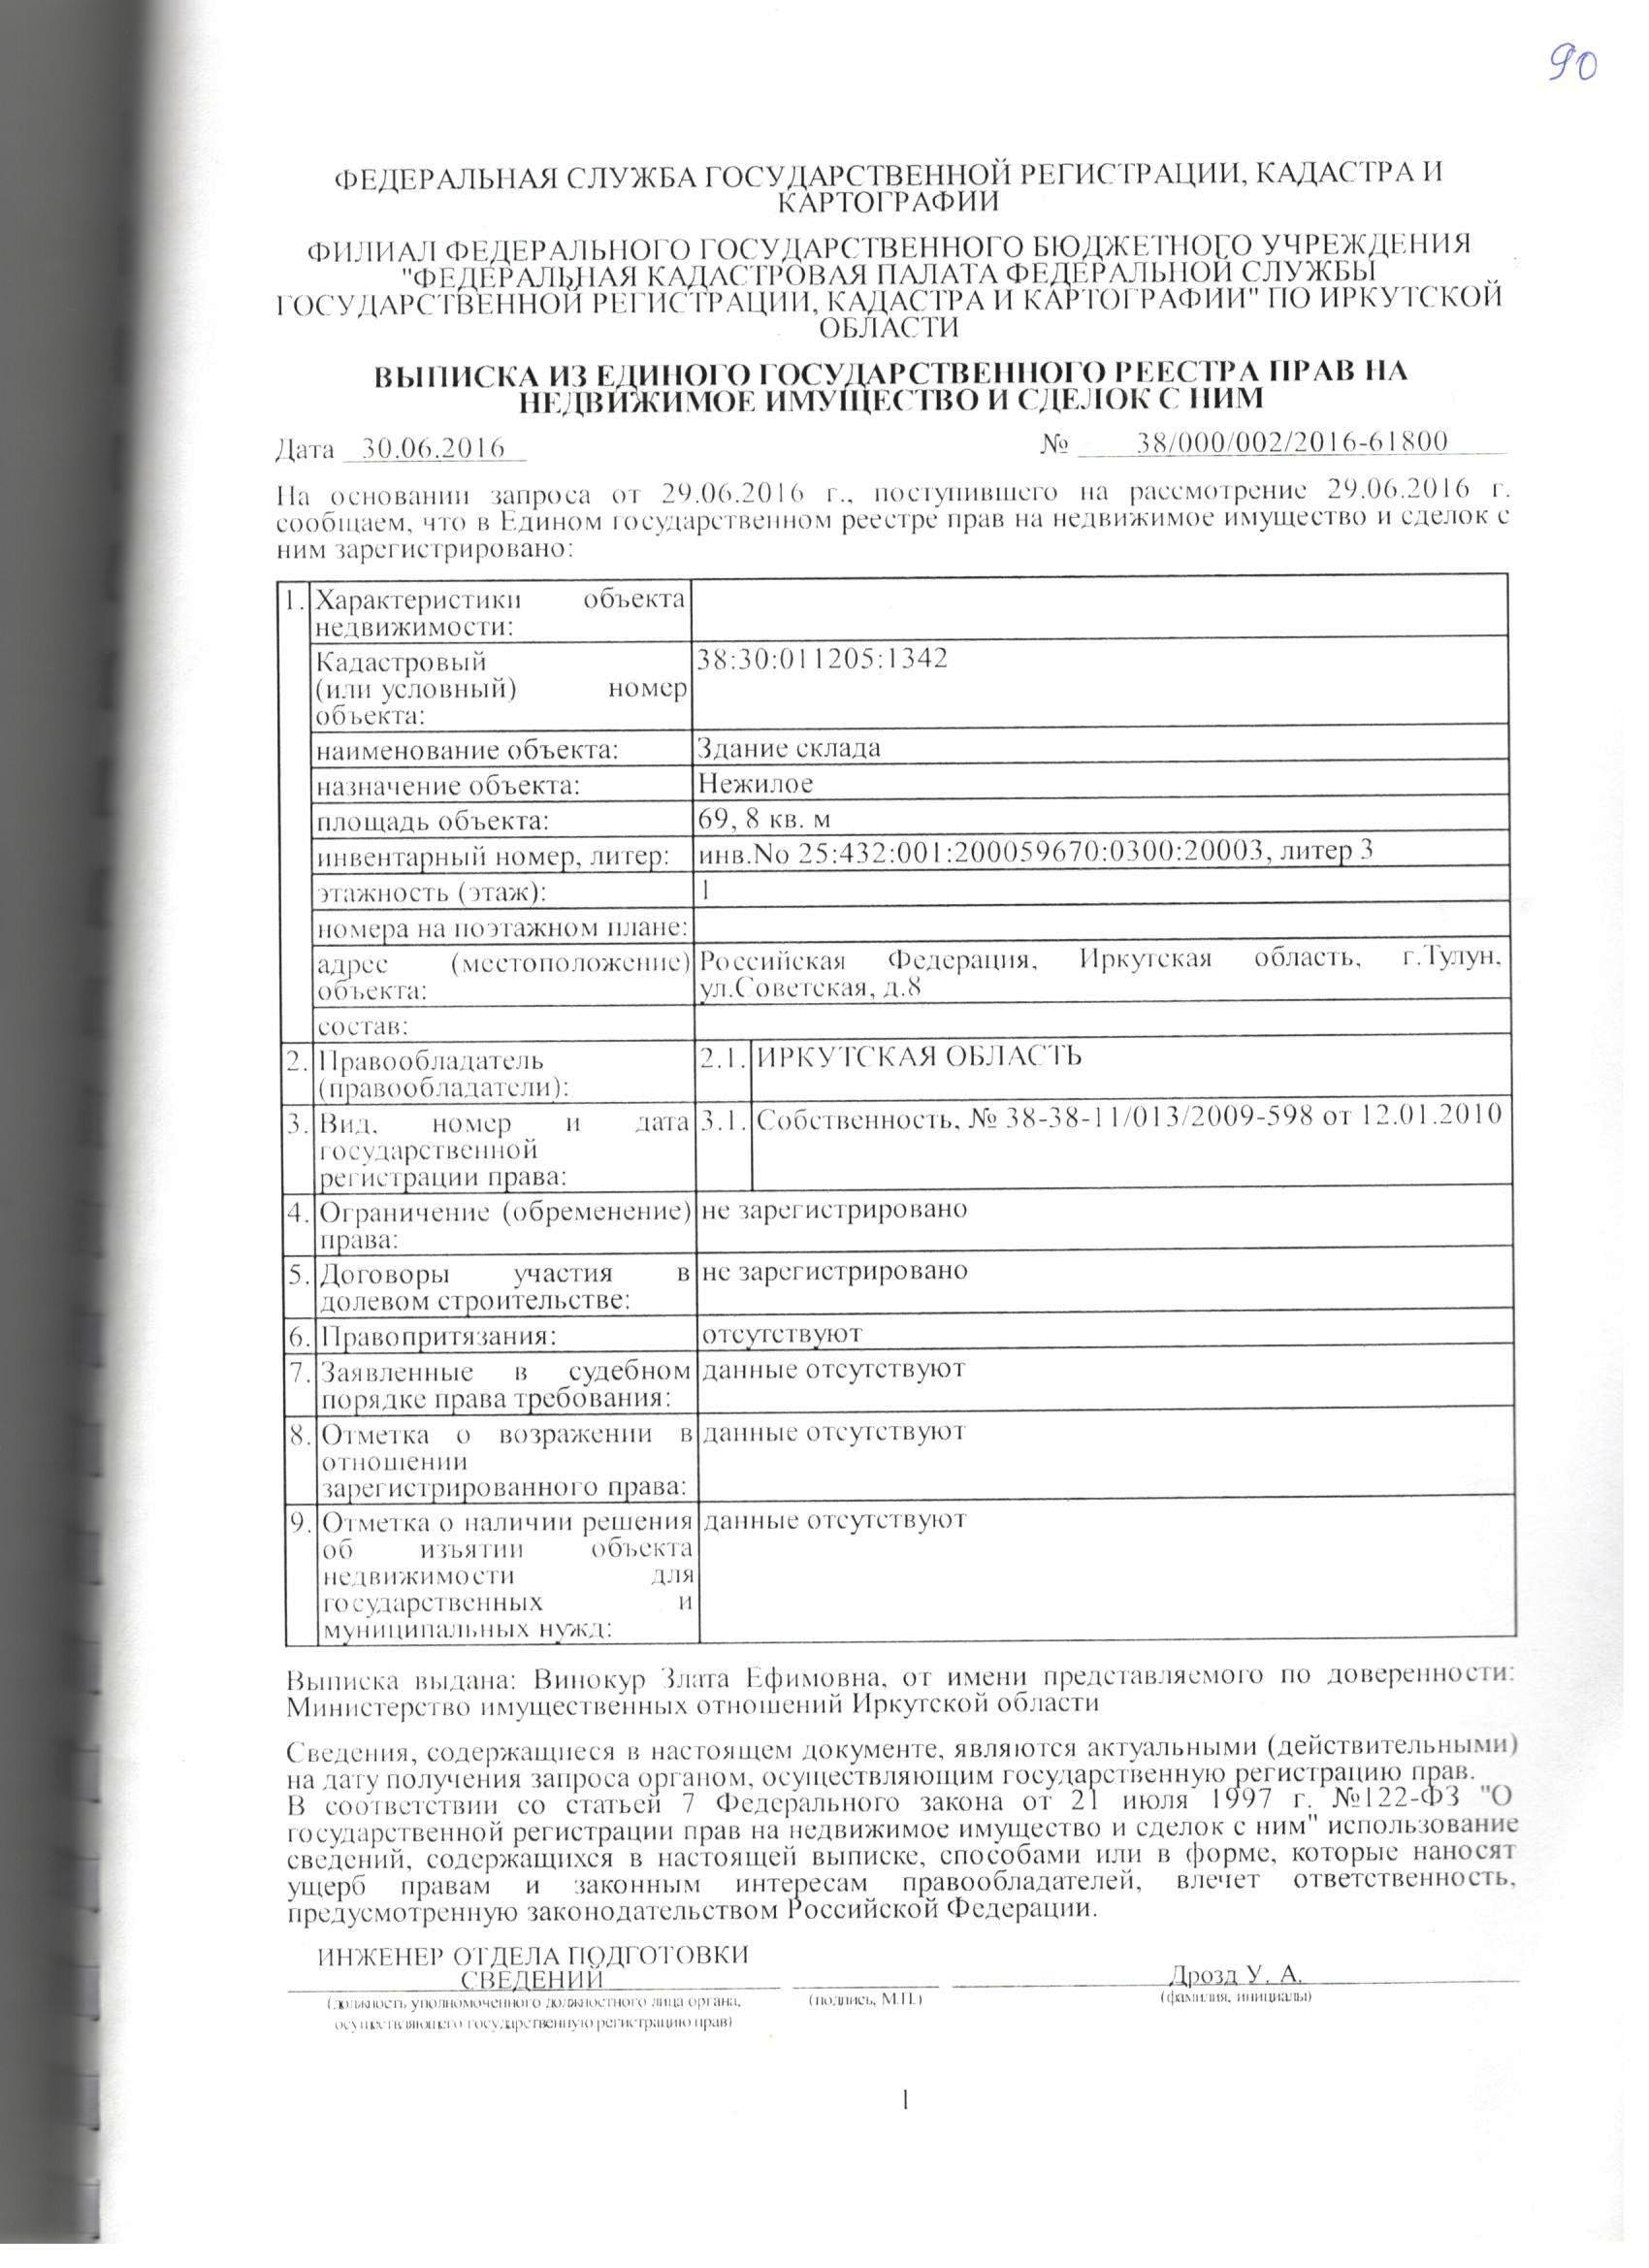 90
ФЕДЕРАЛЬНАЯ СЛУЖБА ГОСУДАРСТВЕННОЙ РЕГИСТРАЦИИ, КАДАСТРА И
КАРТОГРАФИИ
ФИЛИАЛ ФЕДЕРАЛЬНОГО ГОСУДАРСТВЕННОГО БЮДЖЕТНОГО УЧРЕЖДЕНИЯ
"ФЕДЕРАЛЬНАЯ КАДАСТРОВАЯ ПАЛАТА ФЕДЕРАЛЬНОЙ СЛУЖБЫ
ГОСУДАРСТВЕННОЙ РЕГИСТРАЦИИ, КАДАСТРА И КАРТОГРАФИИ" ПО ИРКУТСКОЙ
ОБЛАСТИ
ВЫПИСКА ИЗ ЕДИНОГО ГОСУДАРСТВЕННОГО РЕЕСТРА ПРАВ НА
НЕДВИЖИМОЕ ИМУЩЕСТВО И СДЕЛОК С НИМ
Дата 30.06.2016 № 38/000/002/2016-61800
На основании запроса от 29.06.2016 г., поступившего на рассмотрение 29.06.2016 г.
сообщаем, что в Едином государственном реестре прав на недвижимое имущество и сделок с
ним зарегистрировано:
1. Характеристики объекта
недвижимости:
Кадастровый 38:30:011205:1342
(или условный) номер
объекта:
наименование объекта: Здание склада
назначение объекта: Нежилое
площадь объекта: 69, 8 кв. м
инвентарный номер, литер: инв.No 25:432:001:200059670:0300:20003, литер 3
этажность (этаж): 1
номера на поэтажном плане:
адрес (местоположение) Российская Федерация, Иркутская область, г.Тулун,
объекта: ул.Советская, д.8
состав:
2. Правообладатель 2.1. ИРКУТСКАЯ ОБЛАСТЬ
(правообладатели):
3. Вид, номер и дата 3.1. Собственность, № 38-38-11/013/2009-598 от 12.01.2010
государственной
регистрации права:
4. Ограничение (обременение) не зарегистрировано
права:
5. Договоры участия в не зарегистрировано
долевом строительстве:
6. Правопритязания: отсутствуют
7. Заявленные в судебном данные отсутствуют
порядке права требования:
8. Отметка о возражении в данные отсутствуют
отношении
зарегистрированного права:
9. Отметка о наличии решения данные отсутствуют
об изъятии объекта
недвижимости для
государственных и
муниципальных нужд:
Выписка выдана: Винокур Злата Ефимовна, от имени представляемого по доверенности:
Министерство имущественных отношений Иркутской области
Сведения, содержащиеся в настоящем документе, являются актуальными (действительными)
на дату получения запроса органом, осуществляющим государственную регистрацию прав.
В соответствии со статьей 7 Федерального закона от 21 июля 1997 г. №122-ФЗ "О
государственной регистрации прав на недвижимое имущество и сделок с ним" использование
сведений, содержащихся в настоящей выписке, способами или в форме, которые наносят
ущерб правам и законным интересам правообладателей, влечет ответственность,
предусмотренную законодательством Российской Федерации.
ИНЖЕНЕР ОТДЕЛА ПОДГОТОВКИ
СВЕДЕНИЙ Дрозд У. А.
(должность уполномоченного должностного лица органа, (подпись, М.П.) (фамилия, инициалы)
осуществляющего государственную регистрацию прав)
1